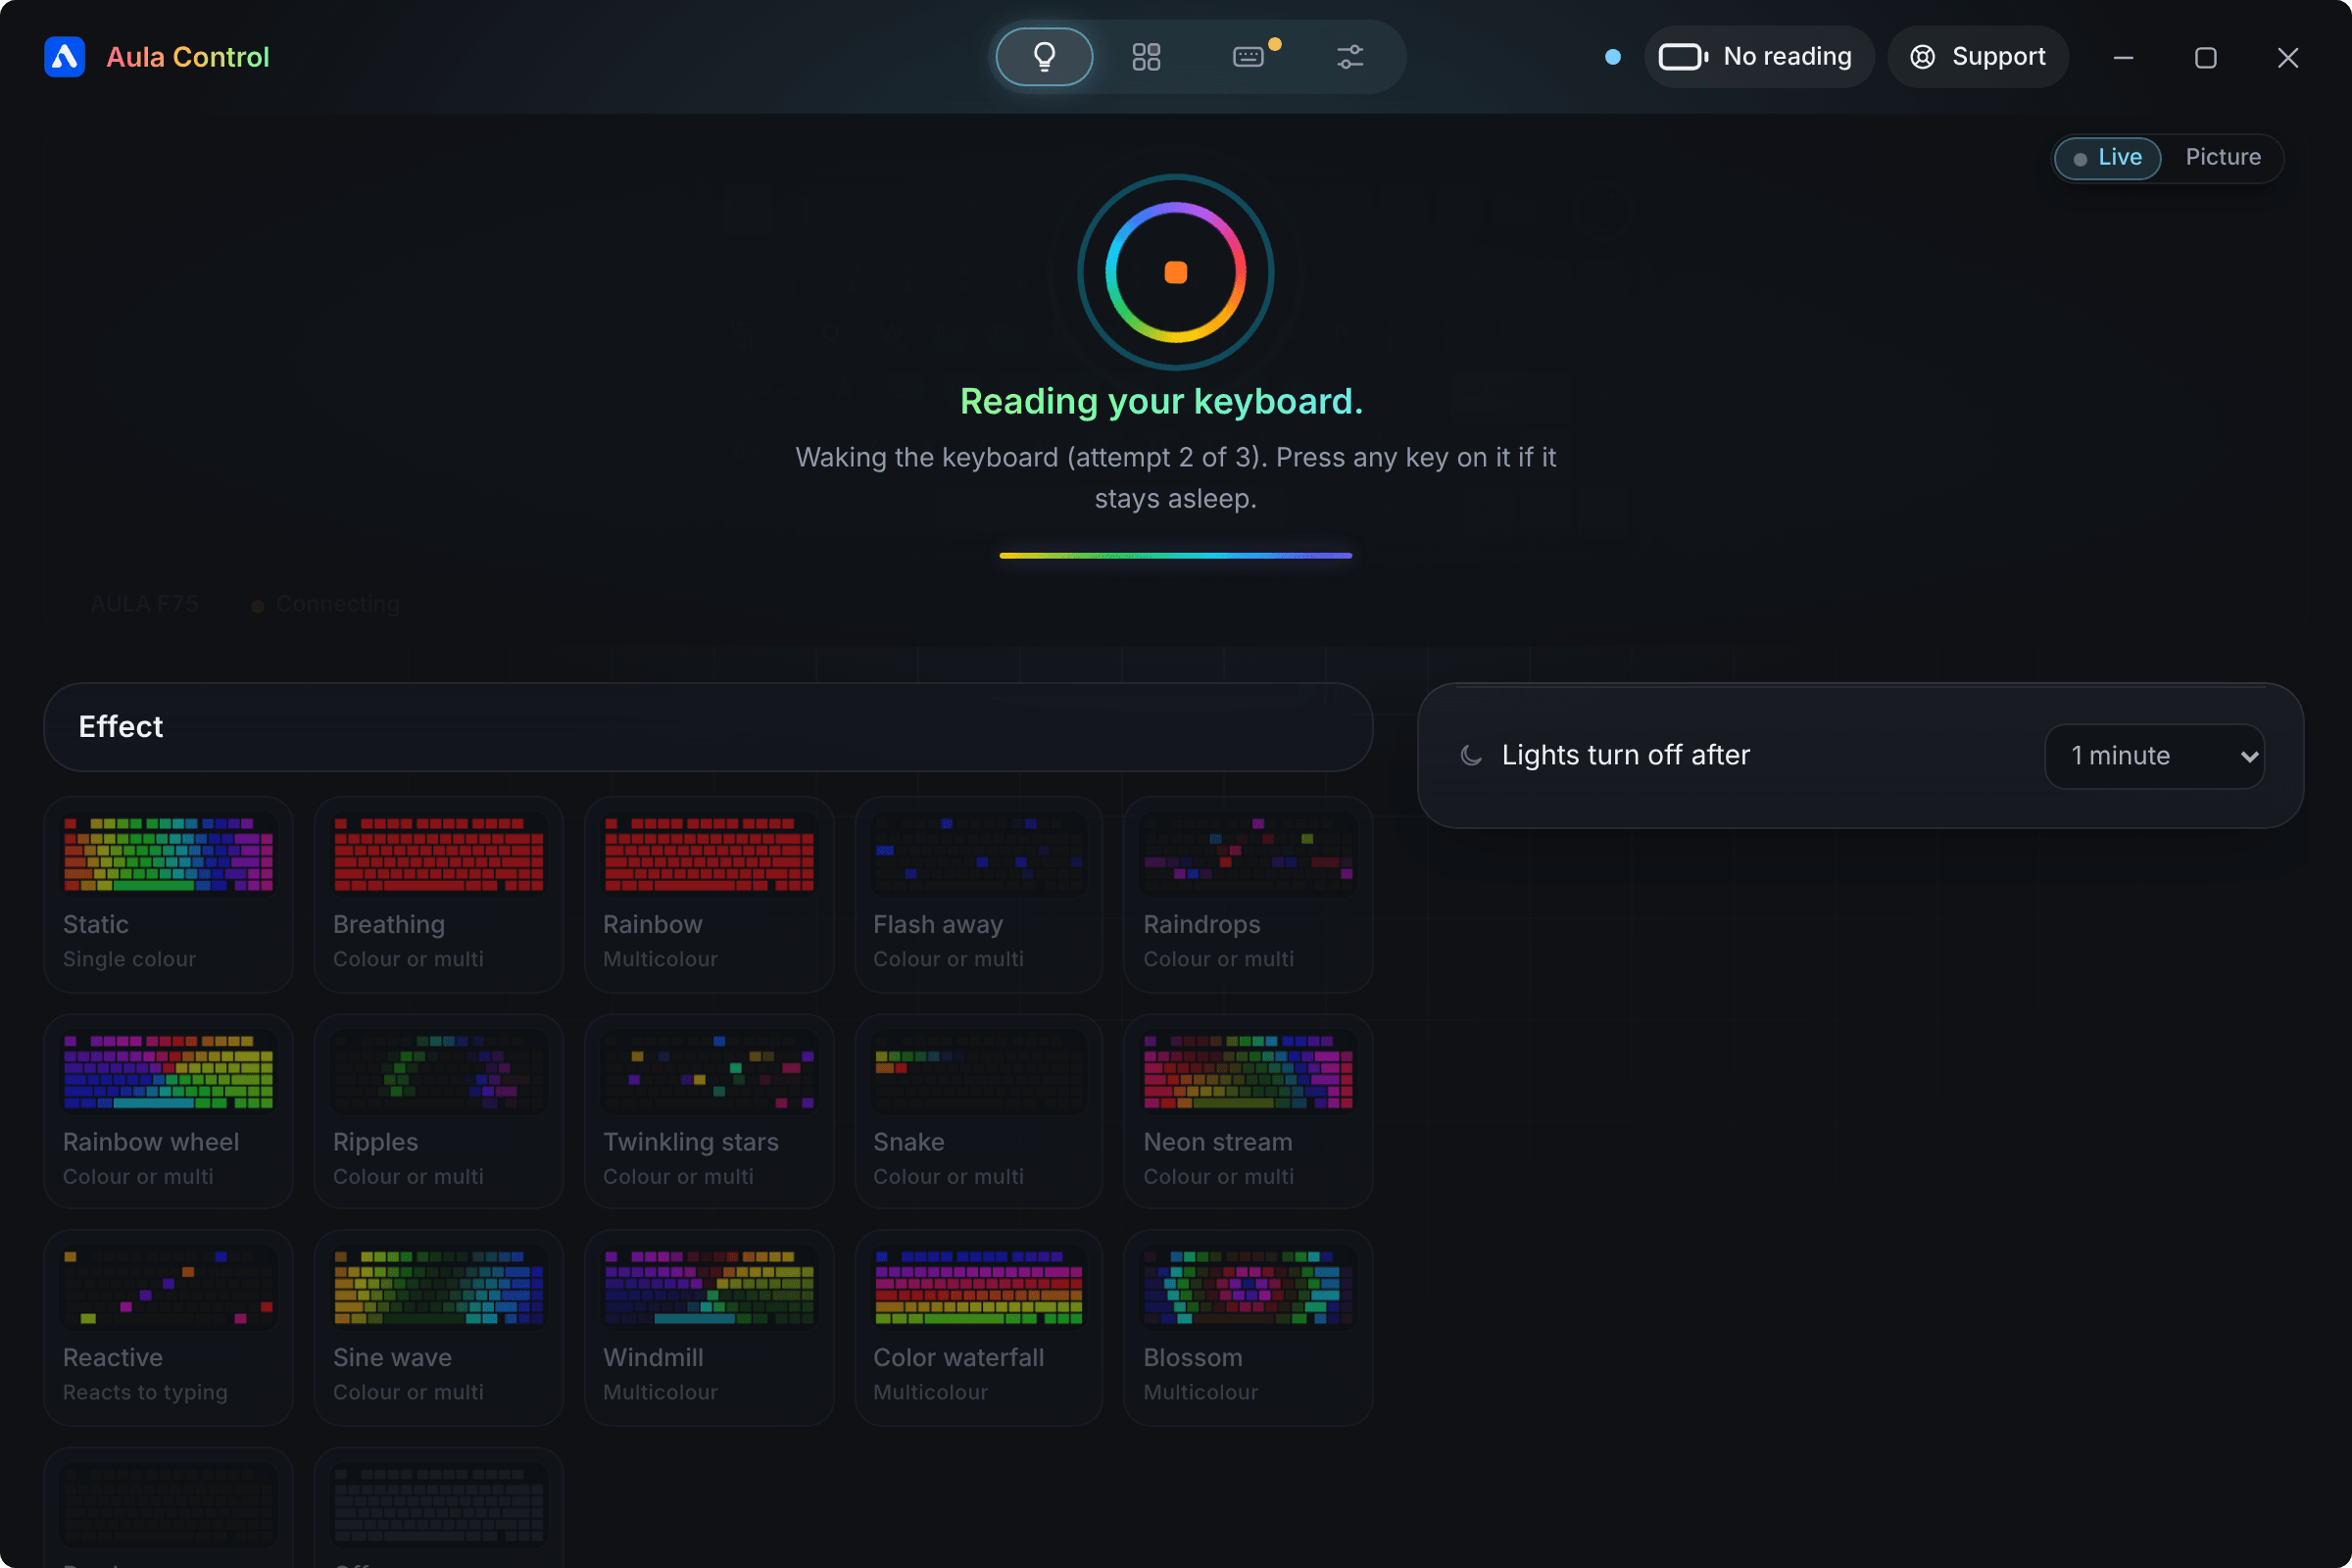 Aula Control
No reading
Support
Live
Picture
Reading your keyboard.
Waking the keyboard (attempt 2 of 3). Press any key on it if it
stays asleep.
AULA F75
Connecting
Effect
Lights turn off after
1 minute
Static
Single colour
Breathing
Colour or multi
Rainbow
Multicolour
Flash away
Colour or multi
Raindrops
Colour or multi
Rainbow wheel
Colour or multi
Ripples
Colour or multi
Twinkling stars
Colour or multi
Snake
Colour or multi
Neon stream
Colour or multi
Reactive
Reacts to typing
Sine wave
Colour or multi
Windmill
Multicolour
Color waterfall
Multicolour
Blossom
Multicolour